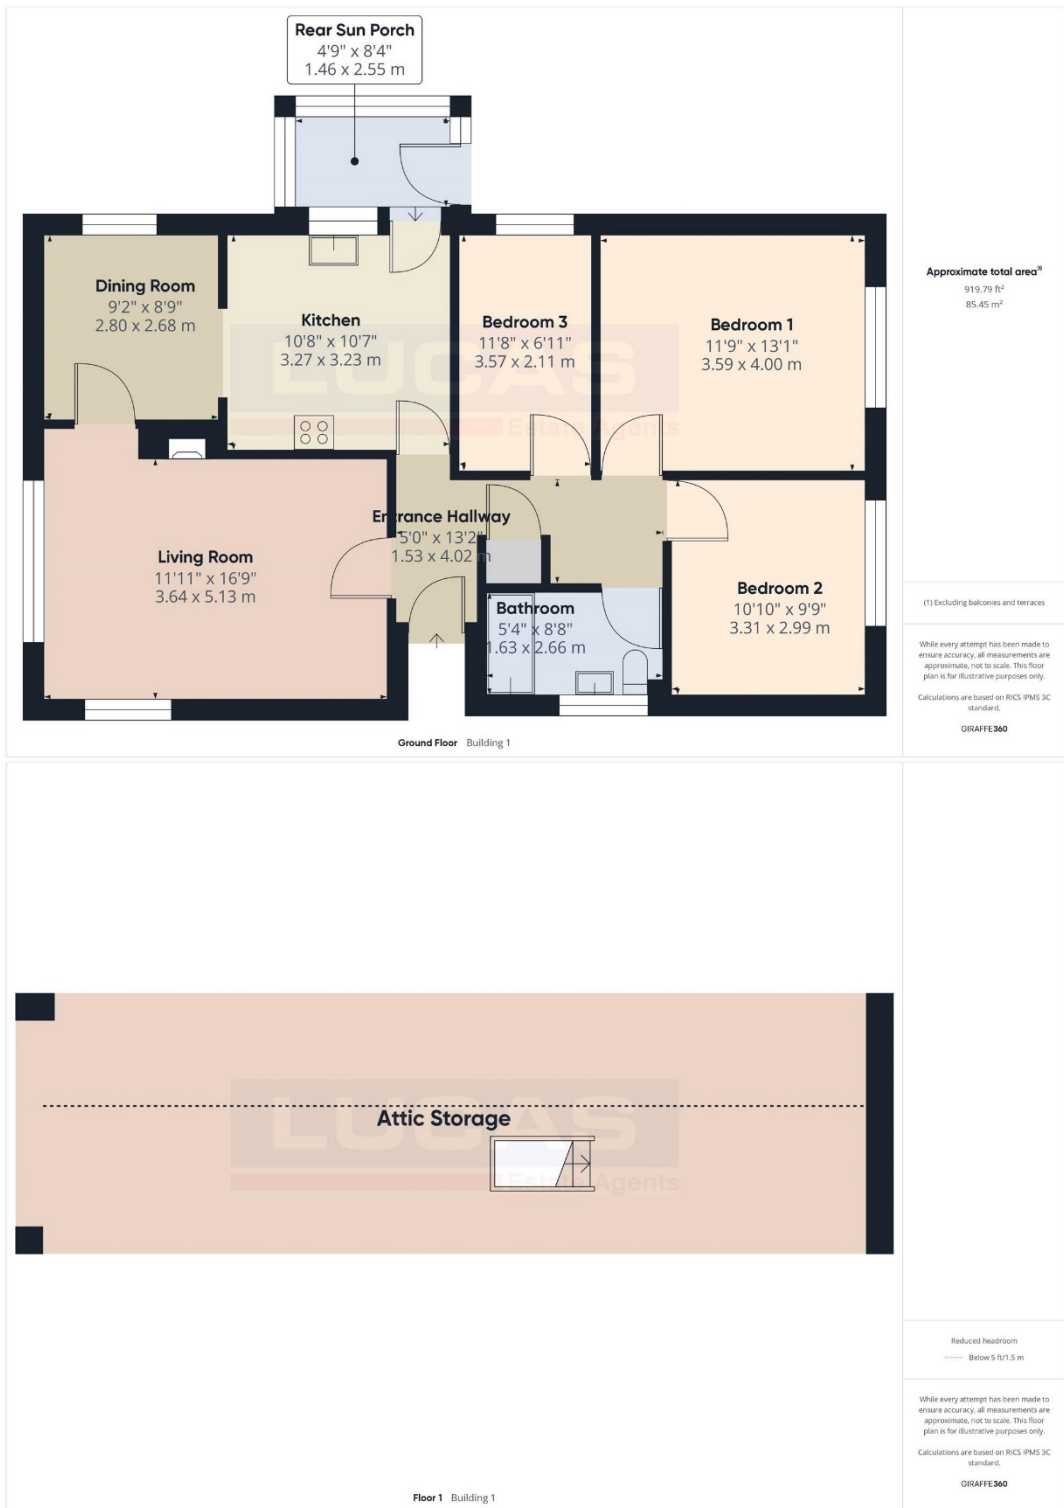 Rear Sun Porch
4'9" x 8'4"
1.46 x 2.55 m
Dining Room
9'2" x 8'9"
2.80 x 2.68 m
Kitchen
10'8" x 10'7"
3.27 x 3.23 m
Bedroom 3
11'8" x 6'11"
3.57 x 2.11 m
Bedroom 1
11'9" x 13'1"
3.59 x 4.00 m
LUCAS
Estate Agents
Entrance Hallway
5'0" x 13'2"
1.53 x 4.02 m
Living Room
11'11" x 16'9"
3.64 x 5.13 m
Bathroom
5'4" x 8'8"
1.63 x 2.66 m
Bedroom 2
10'10" x 9'9"
3.31 x 2.99 m
Ground Floor Building 1
Approximate total area(1)
919.79 ft²
85.45 m²
(1) Excluding balconies and terraces
While every attempt has been made to
ensure accuracy, all measurements are
approximate, not to scale. This floor
plan is for illustrative purposes only.
Calculations are based on RICS IPMS 3C
standard.
GIRAFFE360
Attic Storage
LUCAS
Estate Agents
Floor 1 Building 1
Reduced headroom
------ Below 5 ft/1.5 m
While every attempt has been made to
ensure accuracy, all measurements are
approximate, not to scale. This floor
plan is for illustrative purposes only.
Calculations are based on RICS IPMS 3C
standard.
GIRAFFE360